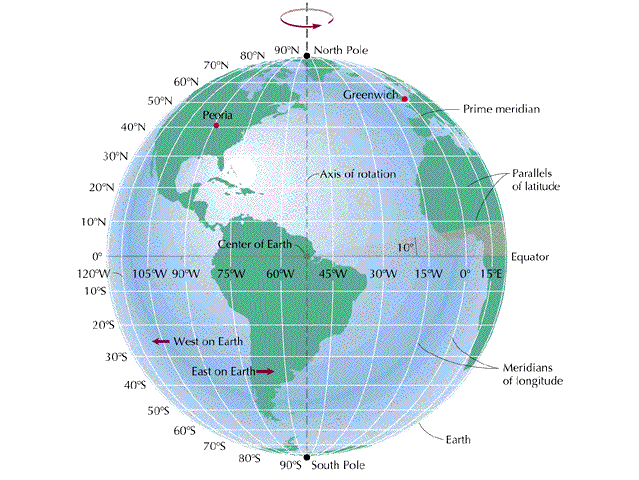 90°N North Pole
80°N
70°N
60°N
50°N
Greenwich
Prime meridian
Peoria
40°N
30°N
Axis of rotation
Parallels
of latitude
20°N
10°N
Center of Earth
10°
0°
Equator
120°W 105°W 90°W 75°W 60°W 45°W 30°W 15°W 0° 15°E
10°S
20°S
West on Earth
30°S
East on Earth
Meridians
of longitude
40°S
50°S
60°S
Earth
70°S
80°S
90°S South Pole